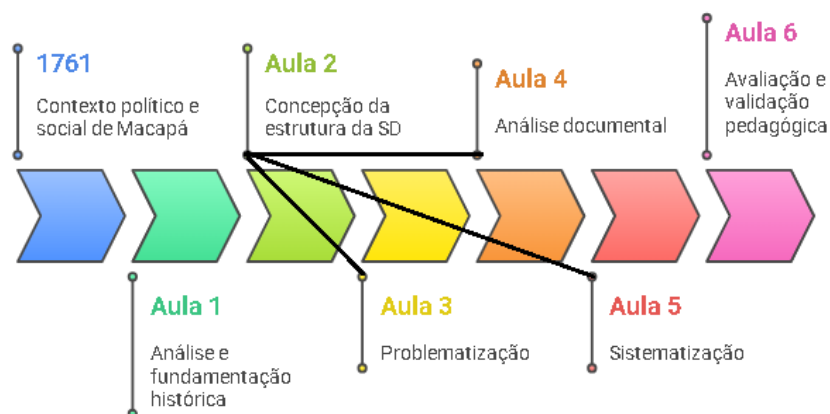 1761
Contexto político e
social de Macapá
Aula 1
Análise e
fundamentação
histórica
Aula 2
Concepção da
estrutura da SD
Aula 3
Problematização
Aula 4
Análise documental
Aula 5
Sistematização
Aula 6
Avaliação e
validação
pedagógica